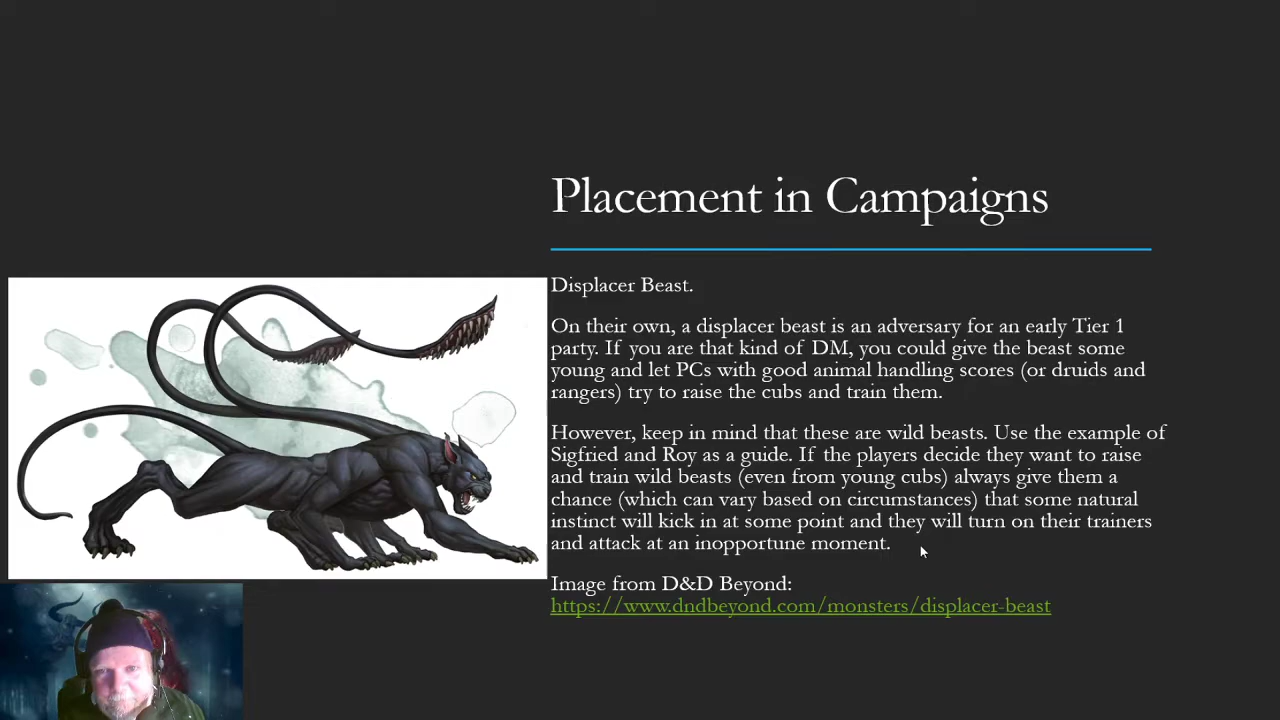 Placement in Campaigns
Displacer Beast.
On their own, a displacer beast is an adversary for an early Tier 1
party. If you are that kind of DM, you could give the beast some
young and let PCs with good animal handling scores (or druids and
rangers) try to raise the cubs and train them.
However, keep in mind that these are wild beasts. Use the example of
Sigfried and Roy as a guide. If the players decide they want to raise
and train wild beasts (even from young cubs) always give them a
chance (which can vary based on circumstances) that some natural
instinct will kick in at some point and they will turn on their trainers
and attack at an inopportune moment.
Image from D&D Beyond:
https://www.dndbeyond.com/monsters/displacer-beast